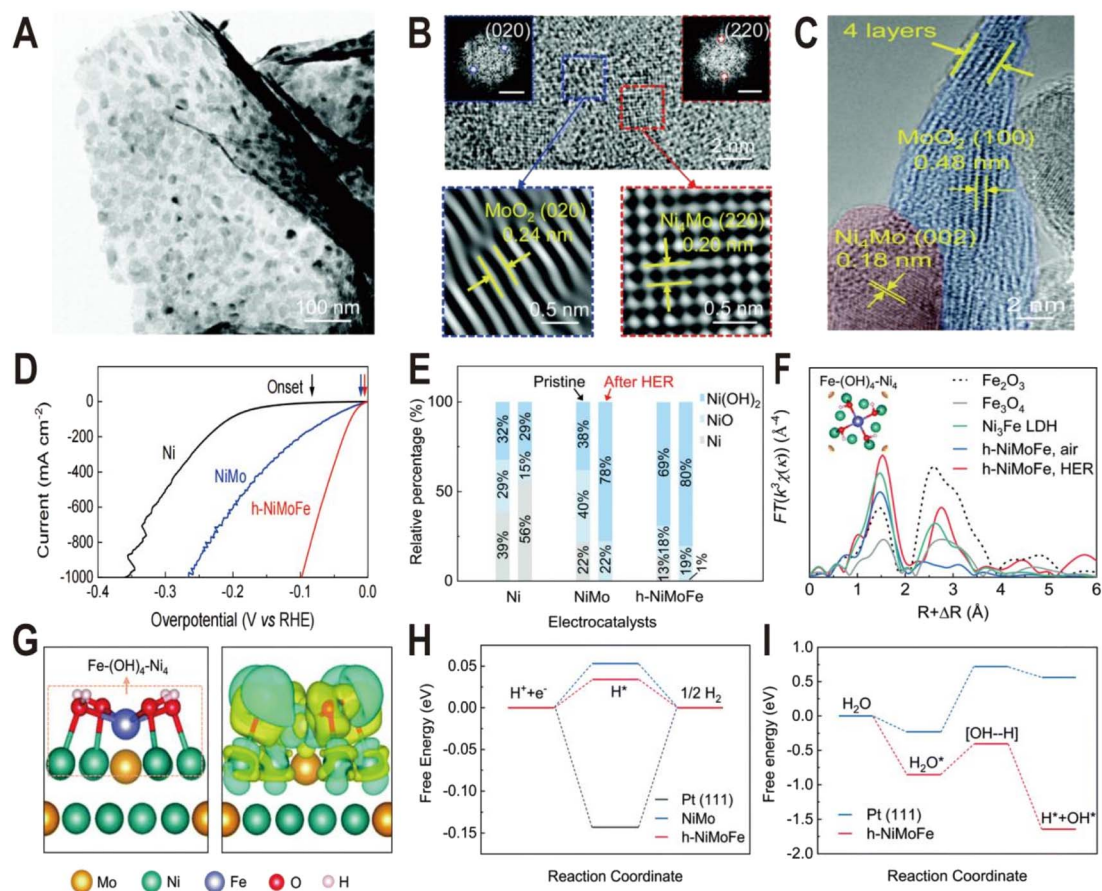 A
100 nm
B
(020)
(220)
2 nm
MoO2 (020)
0.24 nm
0.5 nm
Ni4Mo (220)
0.20 nm
0.5 nm
C
4 layers
MoO2 (100)
0.48 nm
Ni4Mo (002)
0.18 nm
2 nm
D
Onset
Ni
NiMo
h-NiMoFe
0
-200
-400
-600
-800
-1000
Current (mA cm-2)
-0.4
-0.3
-0.2
-0.1
0.0
Overpotential (V vs RHE)
E
Pristine
After HER
Ni(OH)2
NiO
Ni
100
50
0
Relative percentage (%)
32%
29%
39%
29%
15%
56%
38%
40%
22%
78%
22%
69%
18%
13%
80%
19%
1%
Ni
NiMo
h-NiMoFe
Electrocatalysts
F
Fe-(OH)4-Ni4
Fe2O3
Fe3O4
Ni3Fe LDH
h-NiMoFe, air
h-NiMoFe, HER
FT(k3χ(κ)) (Å-4)
0
1
2
3
4
5
6
R+ΔR (Å)
G
Fe-(OH)4-Ni4
Mo
Ni
Fe
O
H
H
0.05
0.00
-0.05
-0.10
-0.15
Free Energy (eV)
H++e-
H*
1/2 H2
Pt (111)
NiMo
h-NiMoFe
Reaction Coordinate
I
1.0
0.5
0.0
-0.5
-1.0
-1.5
-2.0
Free energy (eV)
H2O
H2O*
[OH--H]
H*+OH*
Pt (111)
h-NiMoFe
Reaction Coordinate